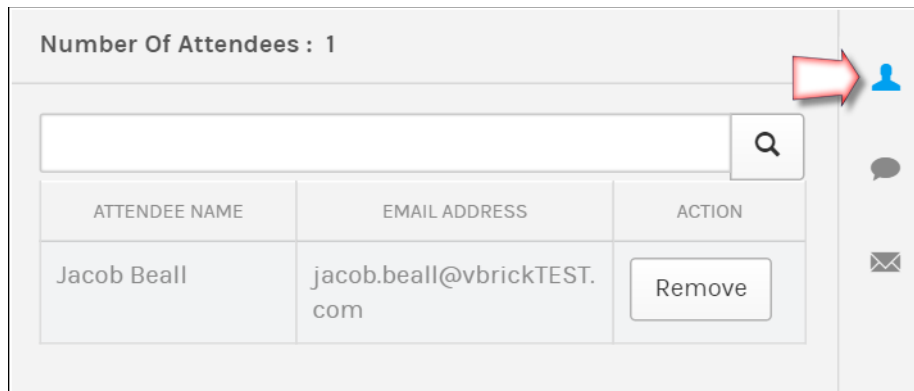 Number Of Attendees : 1
ATTENDEE NAME
EMAIL ADDRESS
ACTION
Jacob Beall
jacob.beall@vbrickTEST.
com
Remove